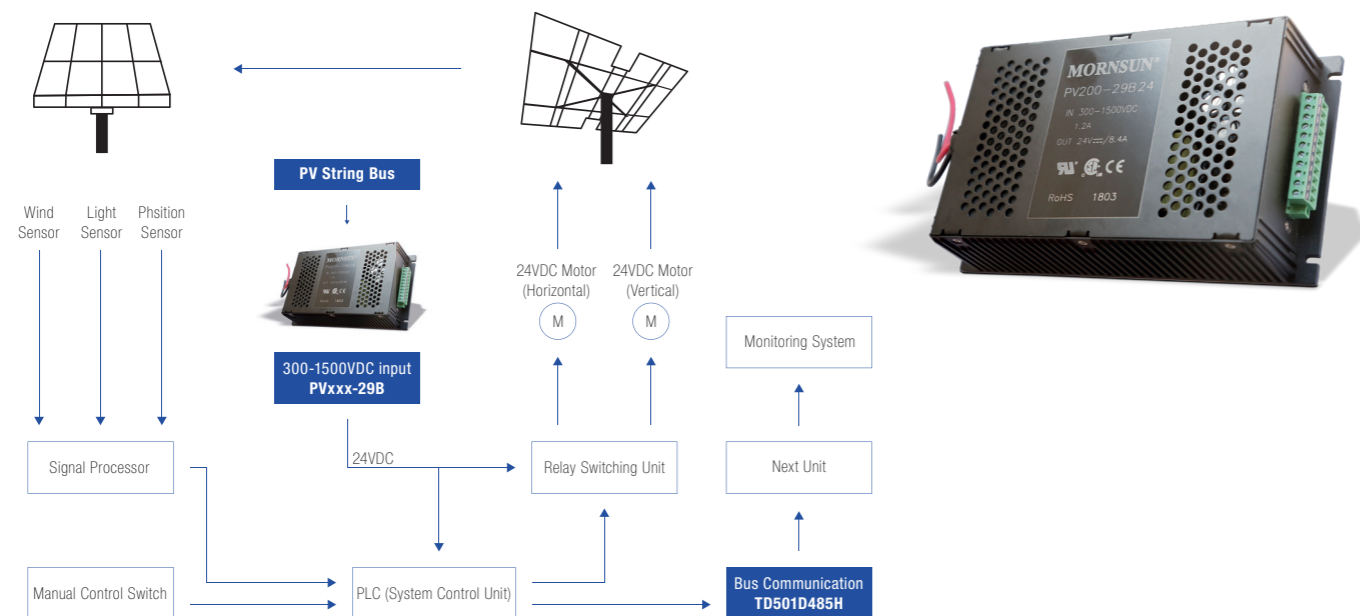 PV String Bus
Wind
Sensor
Light
Sensor
Phsition
Sensor
MORNSUN
300-1500VDC input
PVxxx-29B
24VDC Motor
(Horizontal)
24VDC Motor
(Vertical)
M
M
Monitoring System
Signal Processor
24VDC
Relay Switching Unit
Next Unit
Manual Control Switch
PLC (System Control Unit)
Bus Communication
TD501D485H
MORNSUN®
PV200-29B24
IN 300-1500VDC
1.2A
OUT 24V⎓/8.4A
CE
RoHS 1803